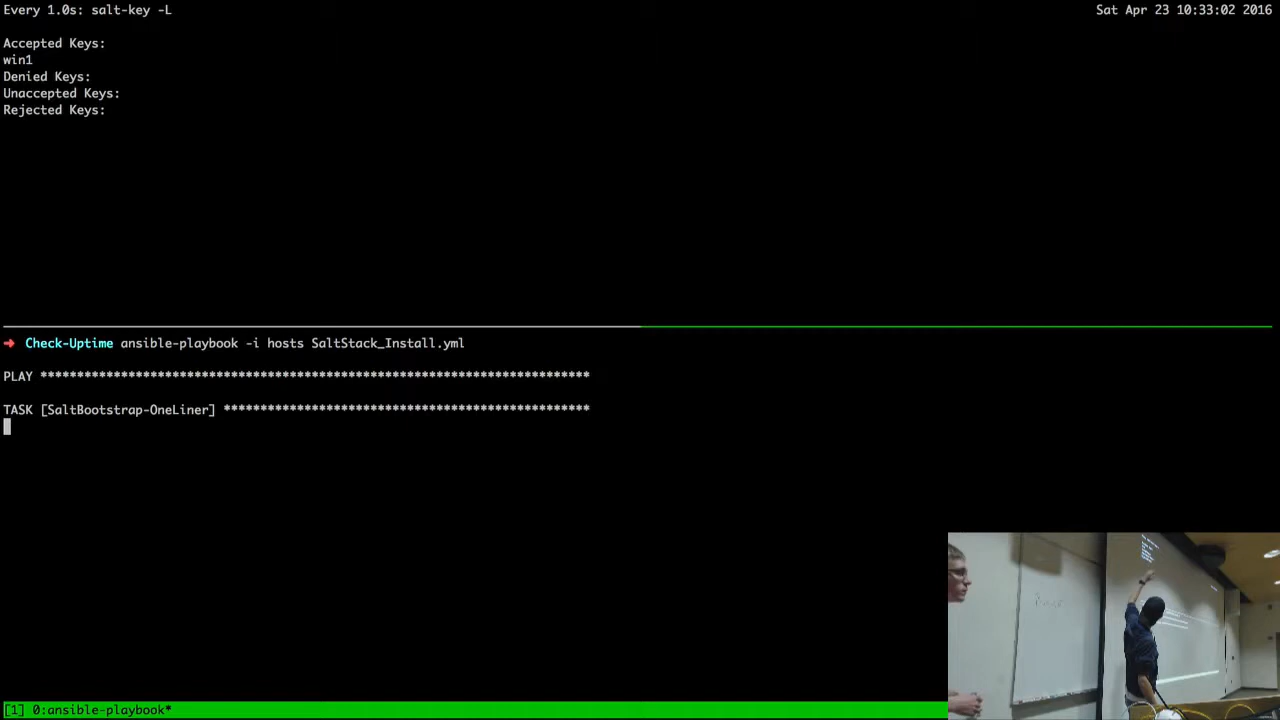 Every 1.0s: salt-key -L Sat Apr 23 10:33:02 2016
Accepted Keys:
win1
Denied Keys:
Unaccepted Keys:
Rejected Keys:
➜ Check-Uptime ansible-playbook -i hosts SaltStack_Install.yml
PLAY ***************************************************************************
TASK [SaltBootstrap-OneLiner] **************************************************
[1] 0:ansible-playbook*